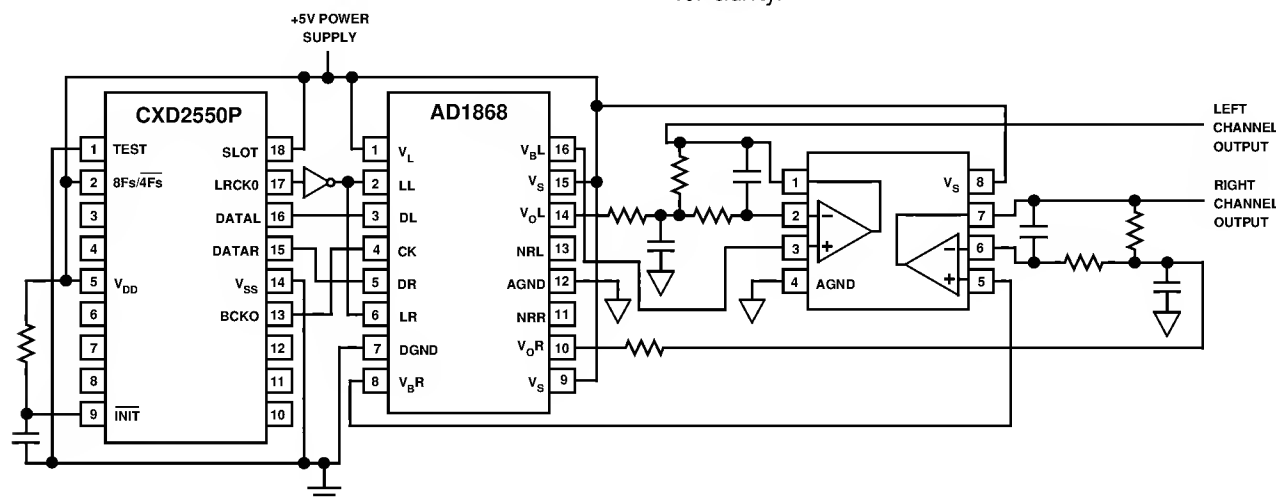 +5V POWER
SUPPLY
CXD2550P
1 TEST
2 8Fs/4Fs
3
4
5 VDD
6
7
8
9 INIT
SLOT 18
LRCK0 17
DATAL 16
DATAR 15
VSS 14
BCKO 13
12
11
10
AD1868
1 VL
2 LL
3 DL
4 CK
5 DR
6 LR
7 DGND
8 VBR
VBL 16
VS 15
VOL 14
NRL 13
AGND 12
NRR 11
VOR 10
VS 9
1
2 −
3 +
4 AGND
VS 8
7
− 6
+ 5
LEFT
CHANNEL
OUTPUT
RIGHT
CHANNEL
OUTPUT